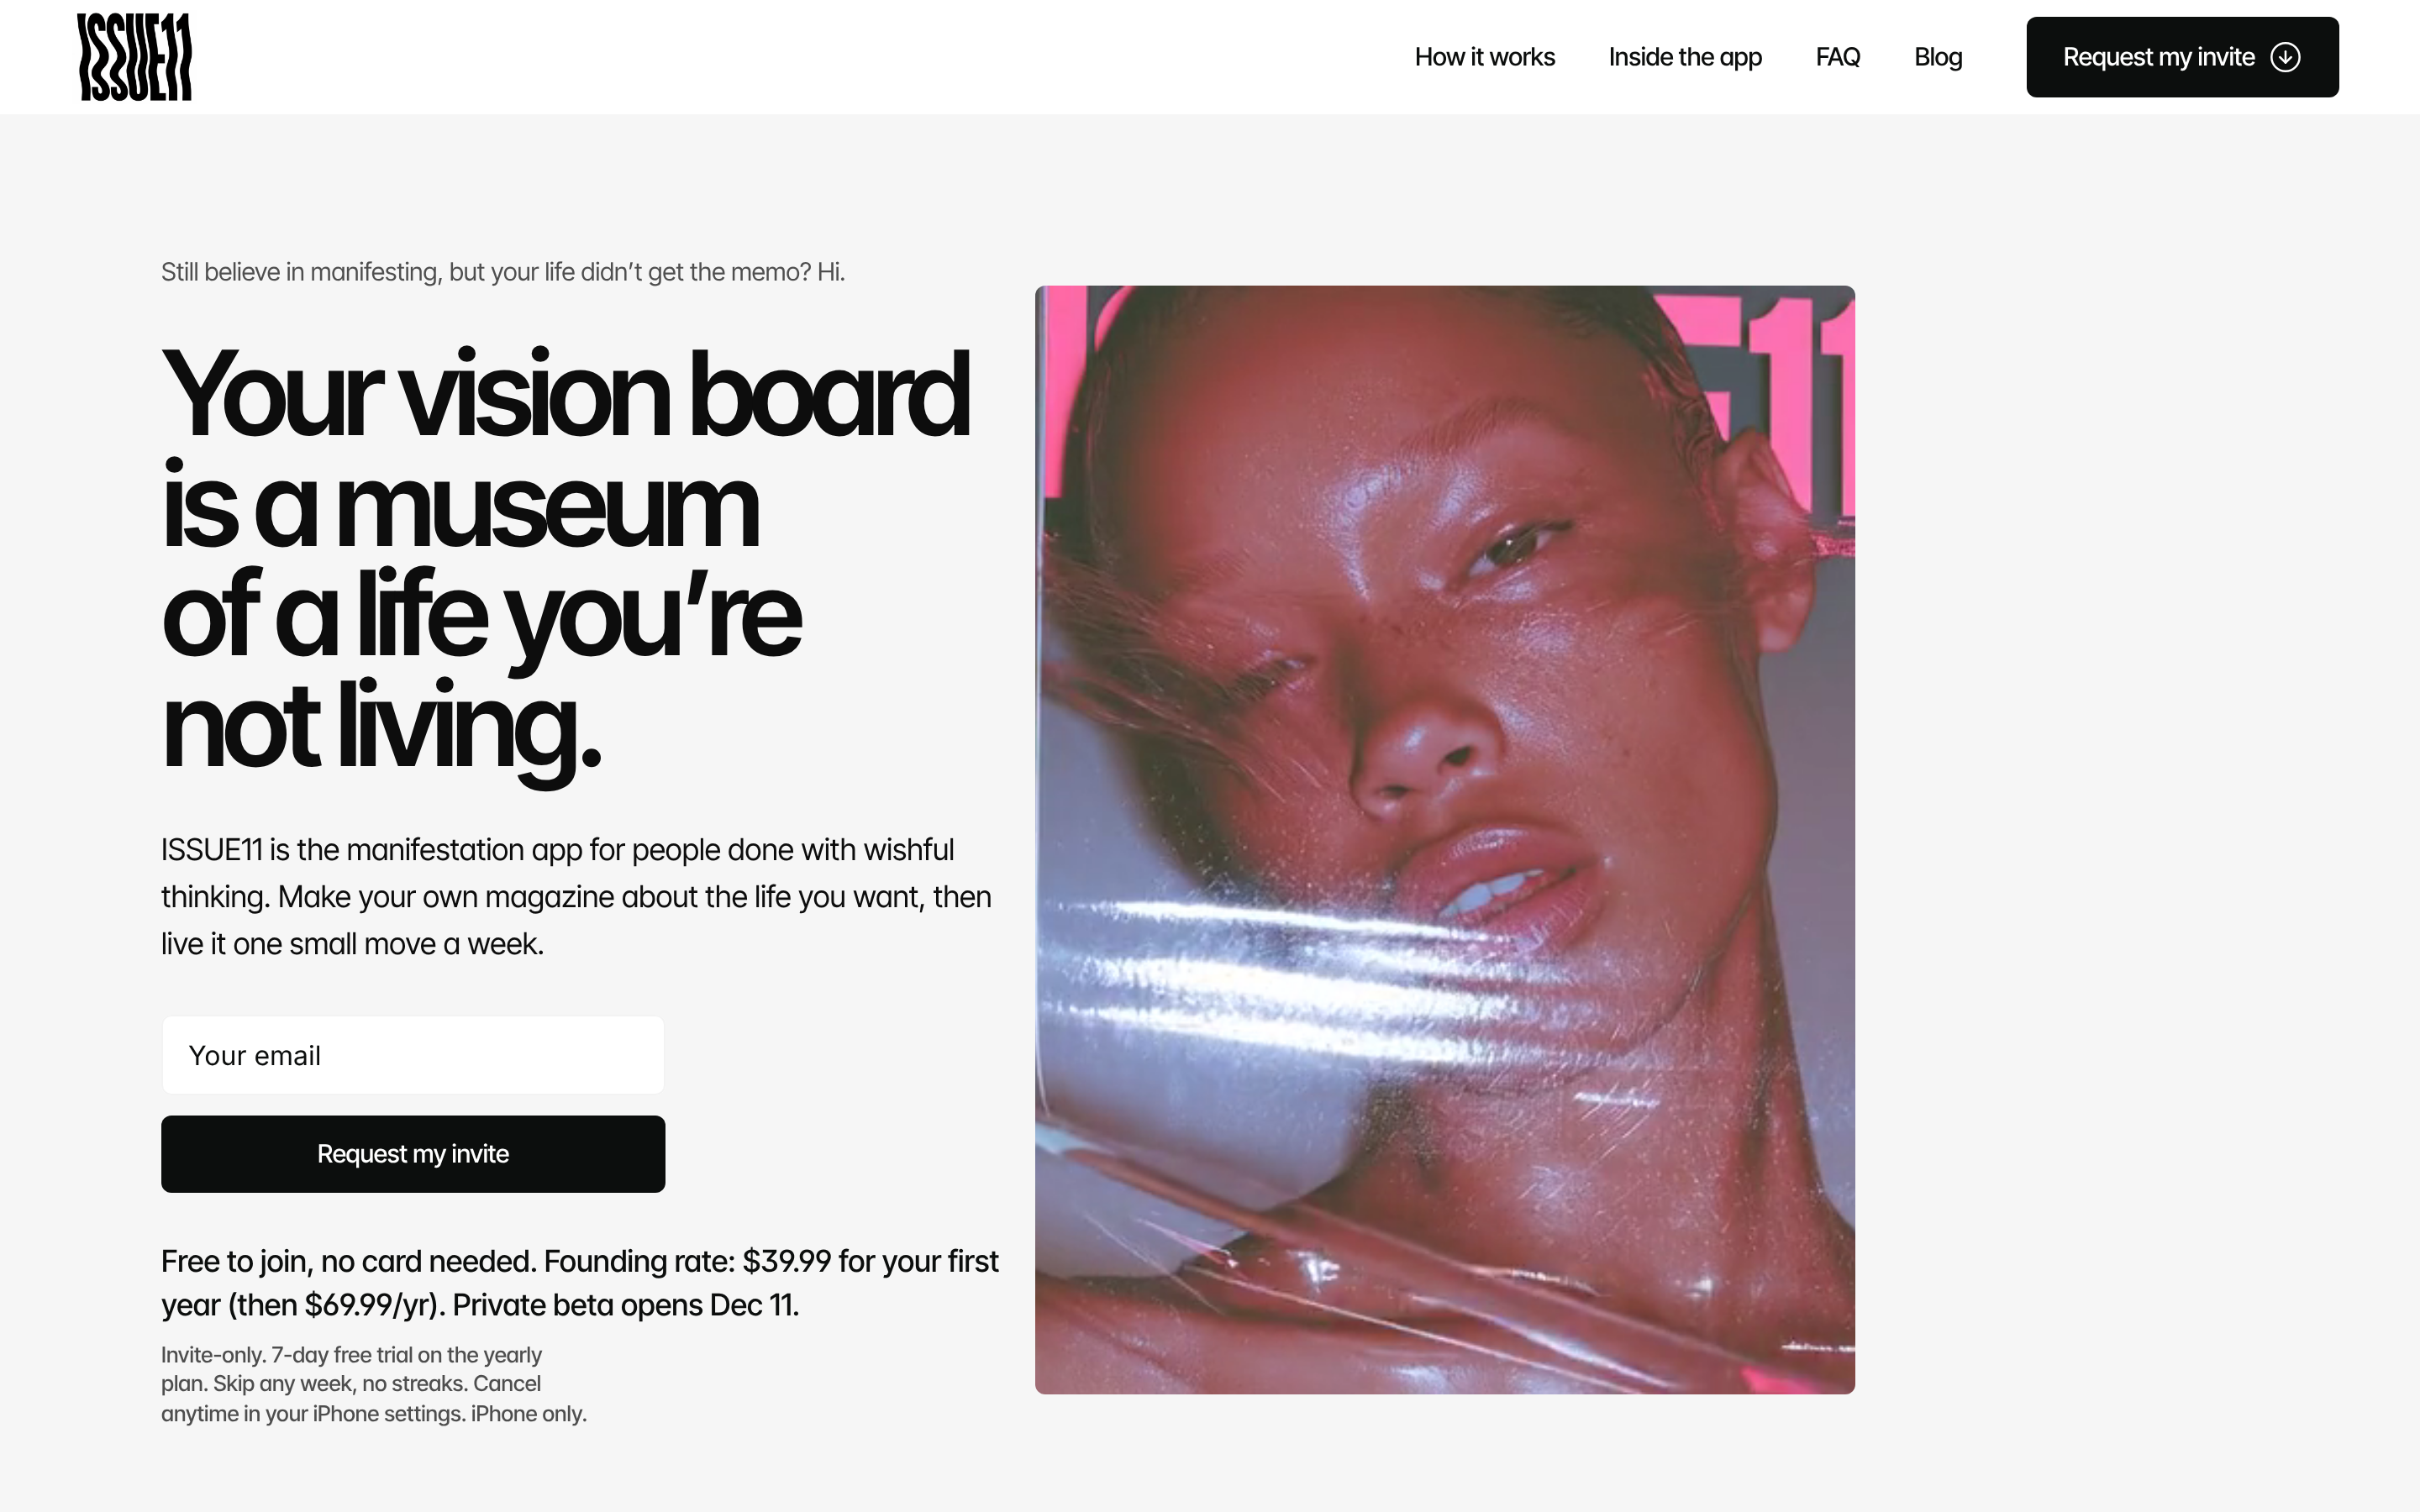 ISSUE11
How it works
Inside the app
FAQ
Blog
Request my invite
Still believe in manifesting, but your life didn’t get the memo? Hi.
Your vision board
is a museum
of a life you’re
not living.
ISSUE11 is the manifestation app for people done with wishful
thinking. Make your own magazine about the life you want, then
live it one small move a week.
Your email
Request my invite
Free to join, no card needed. Founding rate: $39.99 for your first
year (then $69.99/yr). Private beta opens Dec 11.
Invite-only. 7-day free trial on the yearly
plan. Skip any week, no streaks. Cancel
anytime in your iPhone settings. iPhone only.